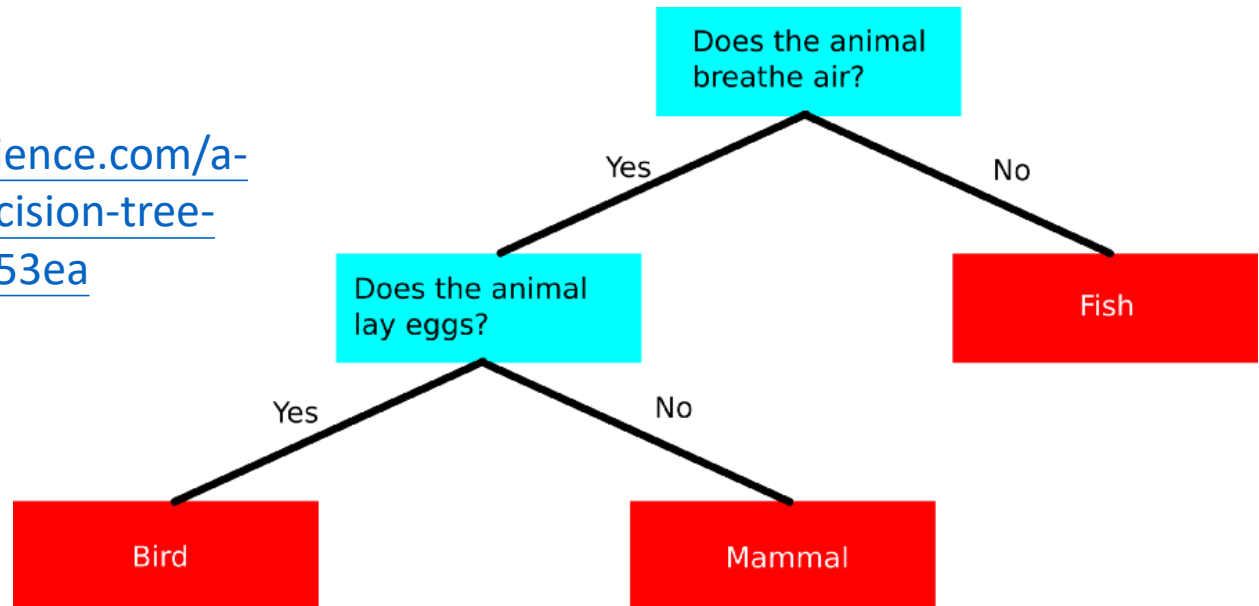 Does the animal
breathe air?
ience.com/a-
cision-tree-
53ea
Yes
No
Does the animal
lay eggs?
Fish
Yes
No
Bird
Mammal